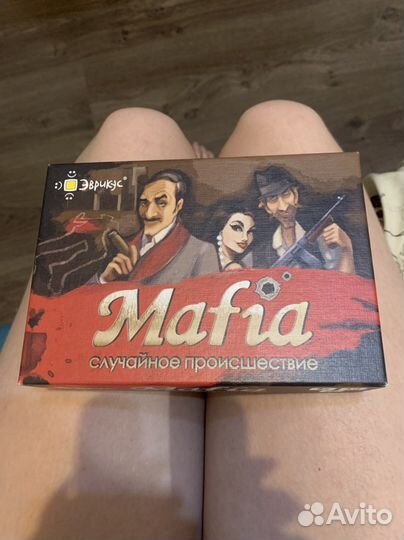 Эврикус®
Mafia
случайное происшествие
Avito